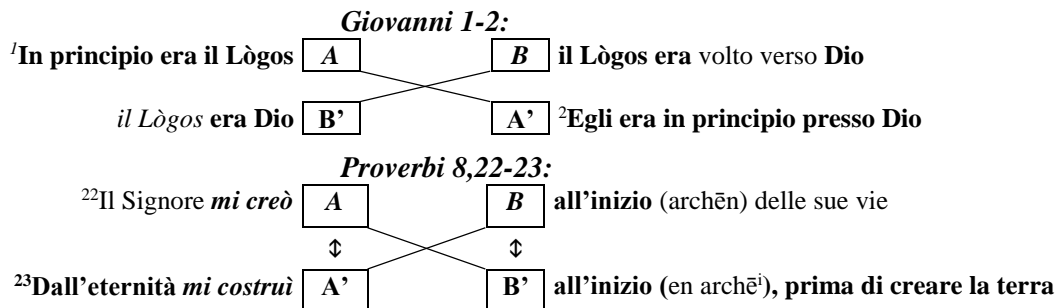 Giovanni 1-2:
¹In principio era il Lògos A B il Lògos era volto verso Dio
il Lògos era Dio B’ A’ ²Egli era in principio presso Dio
Proverbi 8,22-23:
²²Il Signore mi creò A B all'inizio (archēn) delle sue vie
⇕ ⇕
²³Dall'eternità mi costruì A’ B’ all'inizio (en archēⁱ), prima di creare la terra